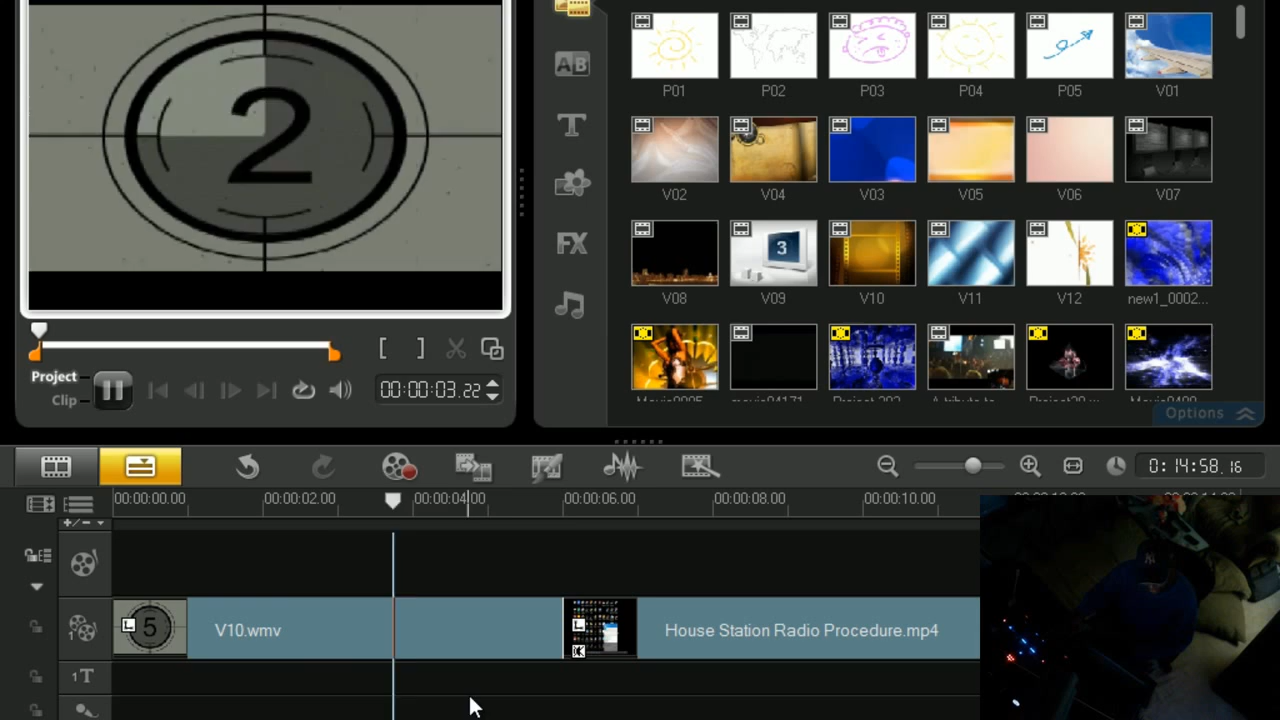 2
P01 P02 P03 P04 P05 V01
AB
T
V02 V04 V03 V05 V06 V07
FX
3
V08 V09 V10 V11 V12 new1_0002...
Project
Clip
00:00:03.22
Options
0:14:58.16
00:00:00.00 00:00:02.00 00:00:04.00 00:00:06.00 00:00:08.00 00:00:10.00
5
V10.wmv
House Station Radio Procedure.mp4
1
1T